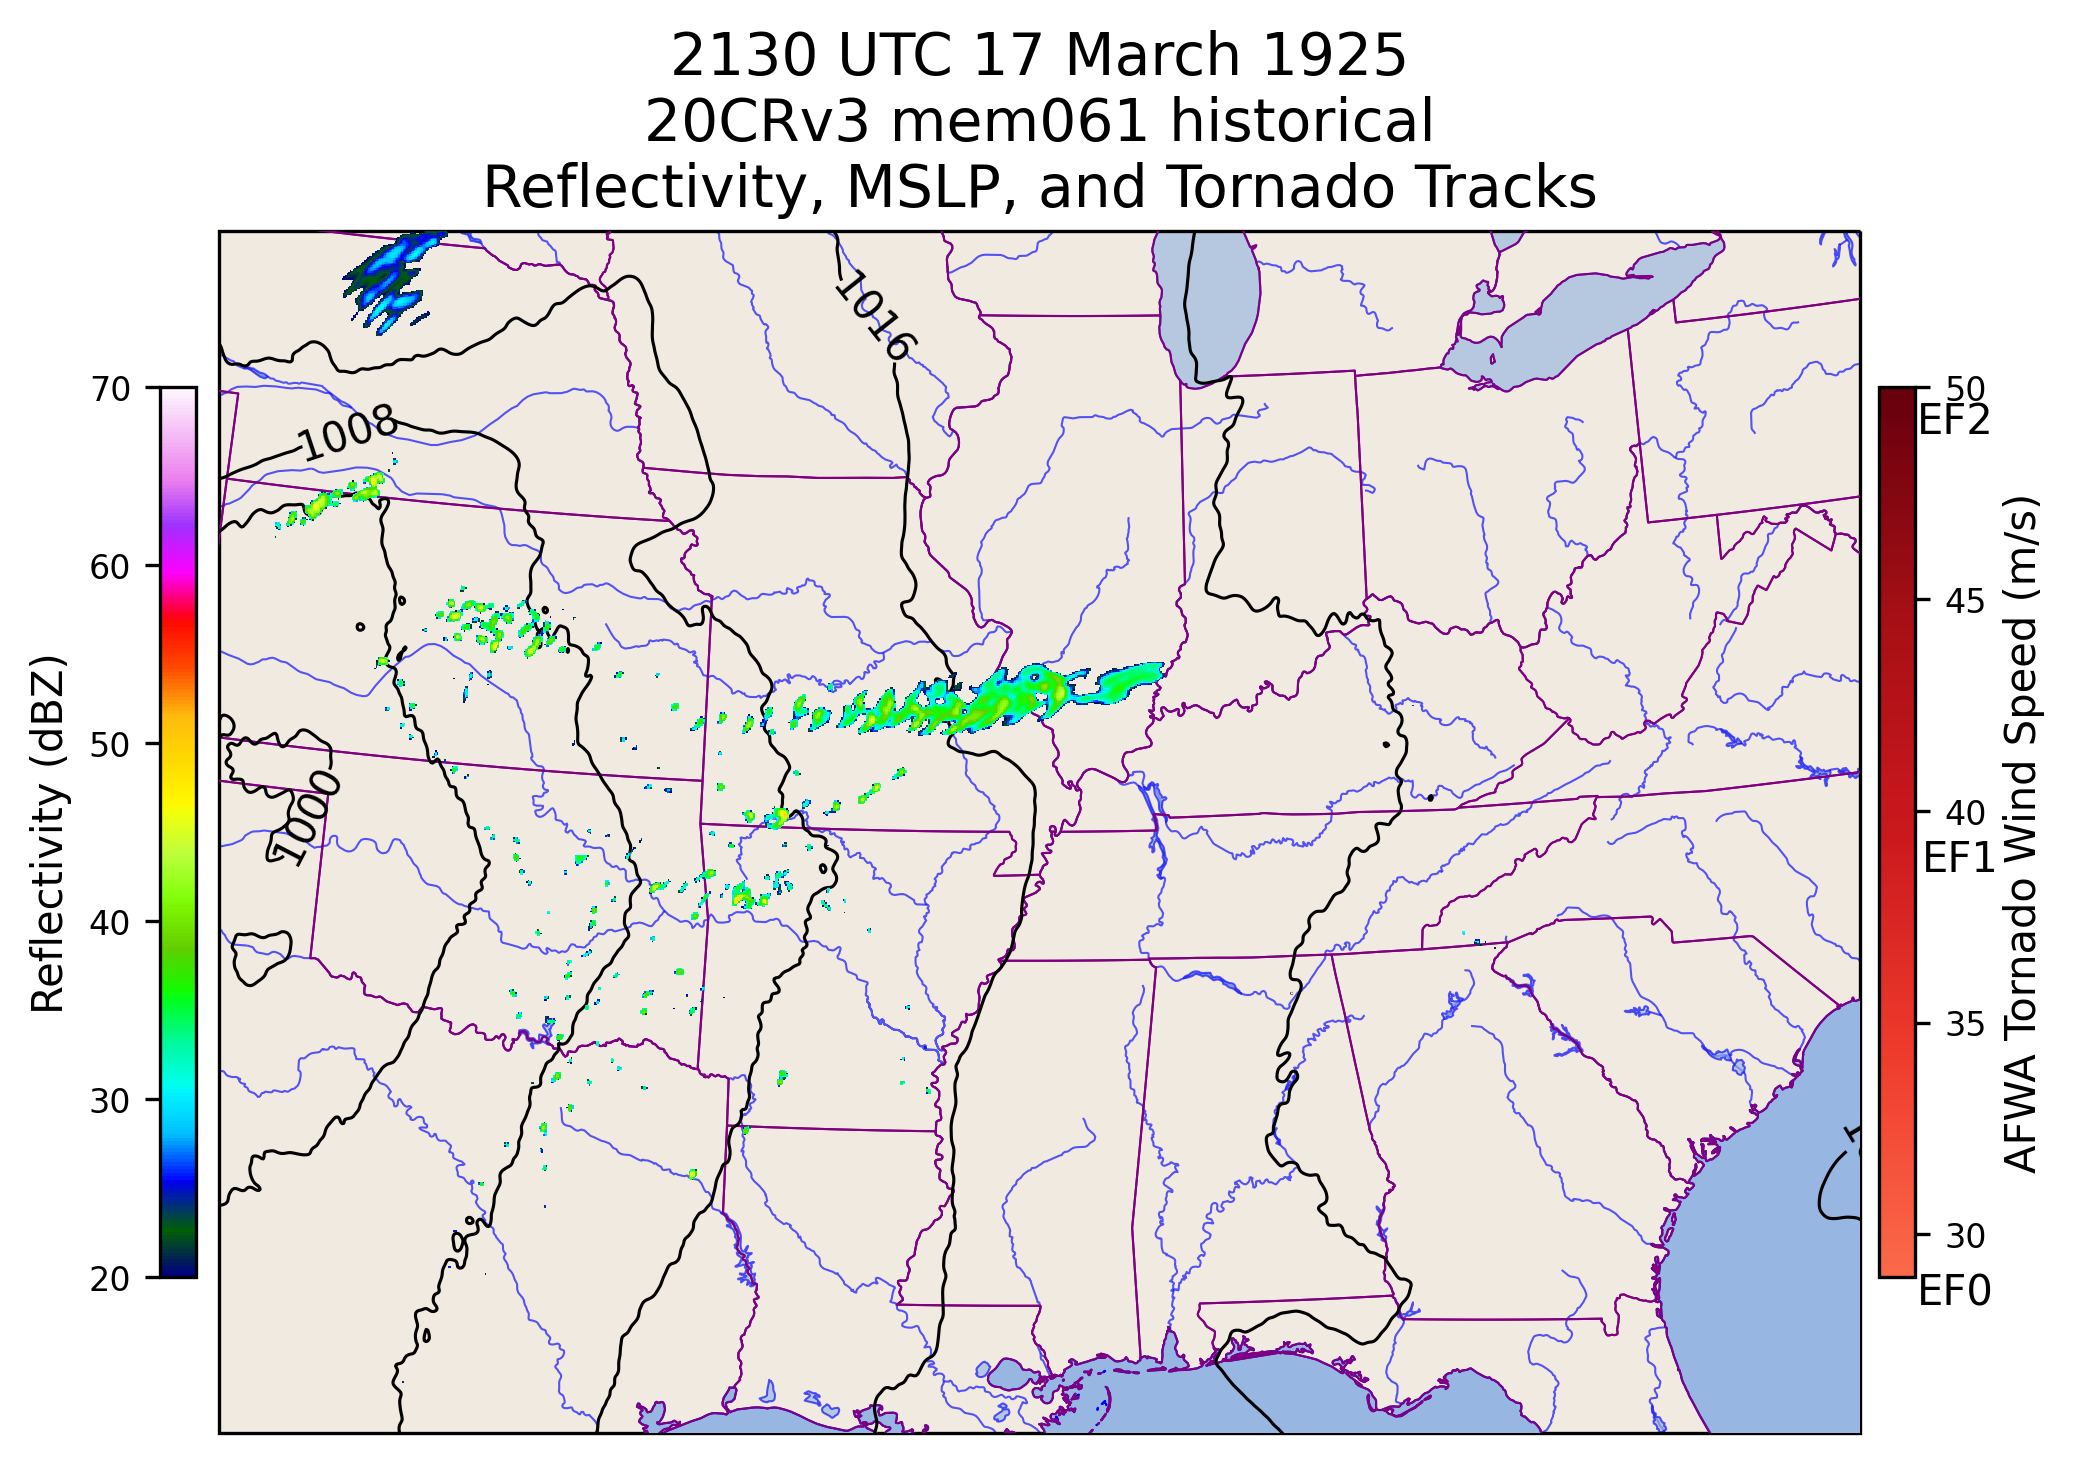 2130 UTC 17 March 1925
20CRv3 mem061 historical
Reflectivity, MSLP, and Tornado Tracks
1016
1008
1000
70
60
50
40
30
20
Reflectivity (dBZ)
50
EF2
45
40
EF1
35
30
EF0
AFWA Tornado Wind Speed (m/s)